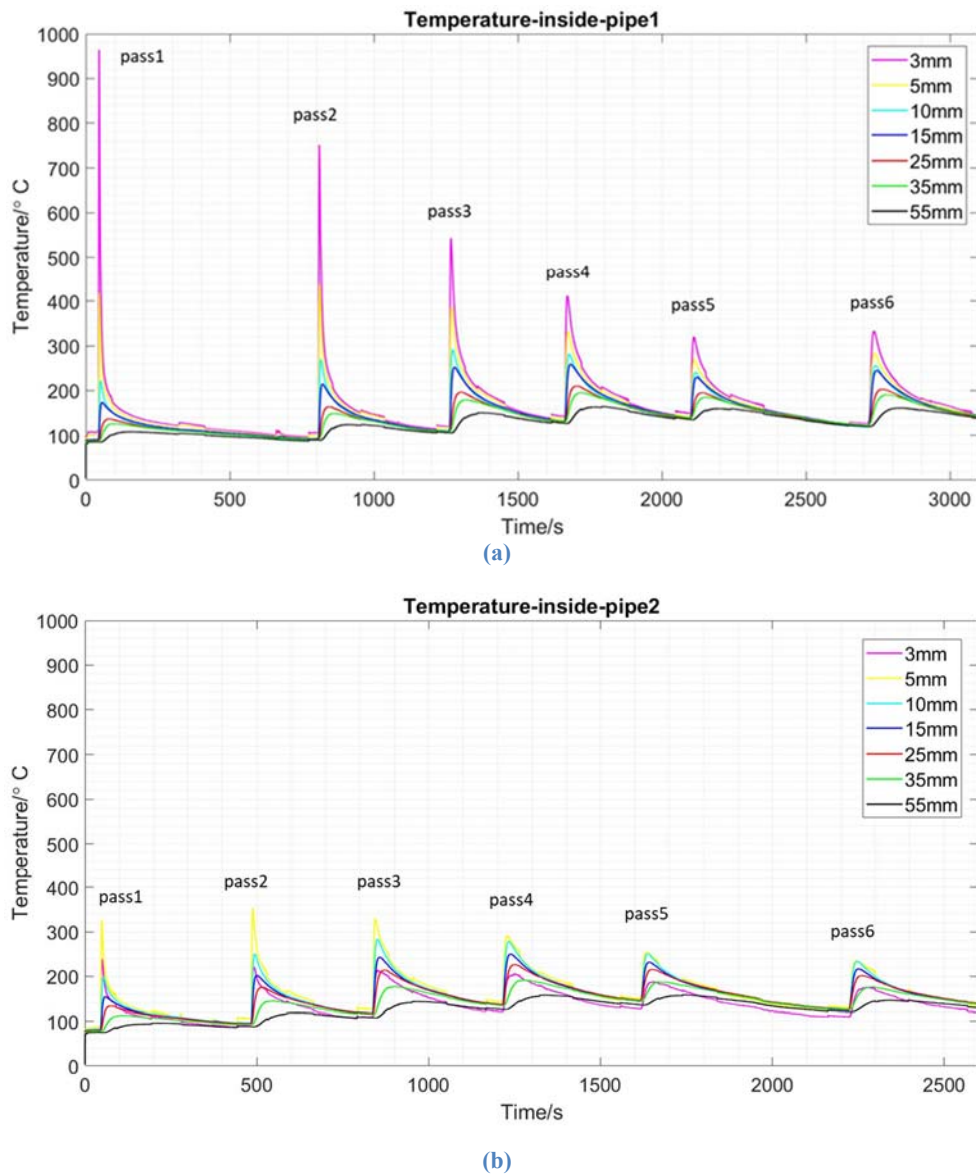 Temperature-inside-pipe1
1000
900
800
700
600
500
400
300
200
100
0
Temperature/° C
pass1
pass2
pass3
pass4
pass5
pass6
3mm
5mm
10mm
15mm
25mm
35mm
55mm
0 500 1000 1500 2000 2500 3000
Time/s
(a)
Temperature-inside-pipe2
1000
900
800
700
600
500
400
300
200
100
0
Temperature/° C
pass1
pass2
pass3
pass4
pass5
pass6
3mm
5mm
10mm
15mm
25mm
35mm
55mm
0 500 1000 1500 2000 2500
Time/s
(b)